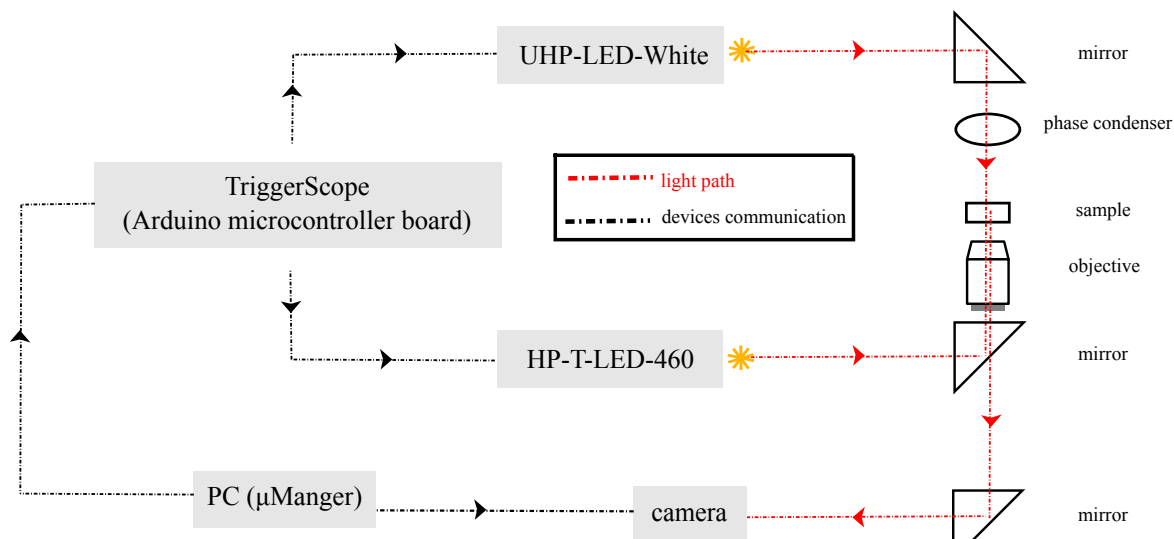 UHP-LED-White
mirror
phase condenser
TriggerScope
(Arduino microcontroller board)
light path
devices communication
sample
objective
HP-T-LED-460
mirror
PC (μManger)
camera
mirror